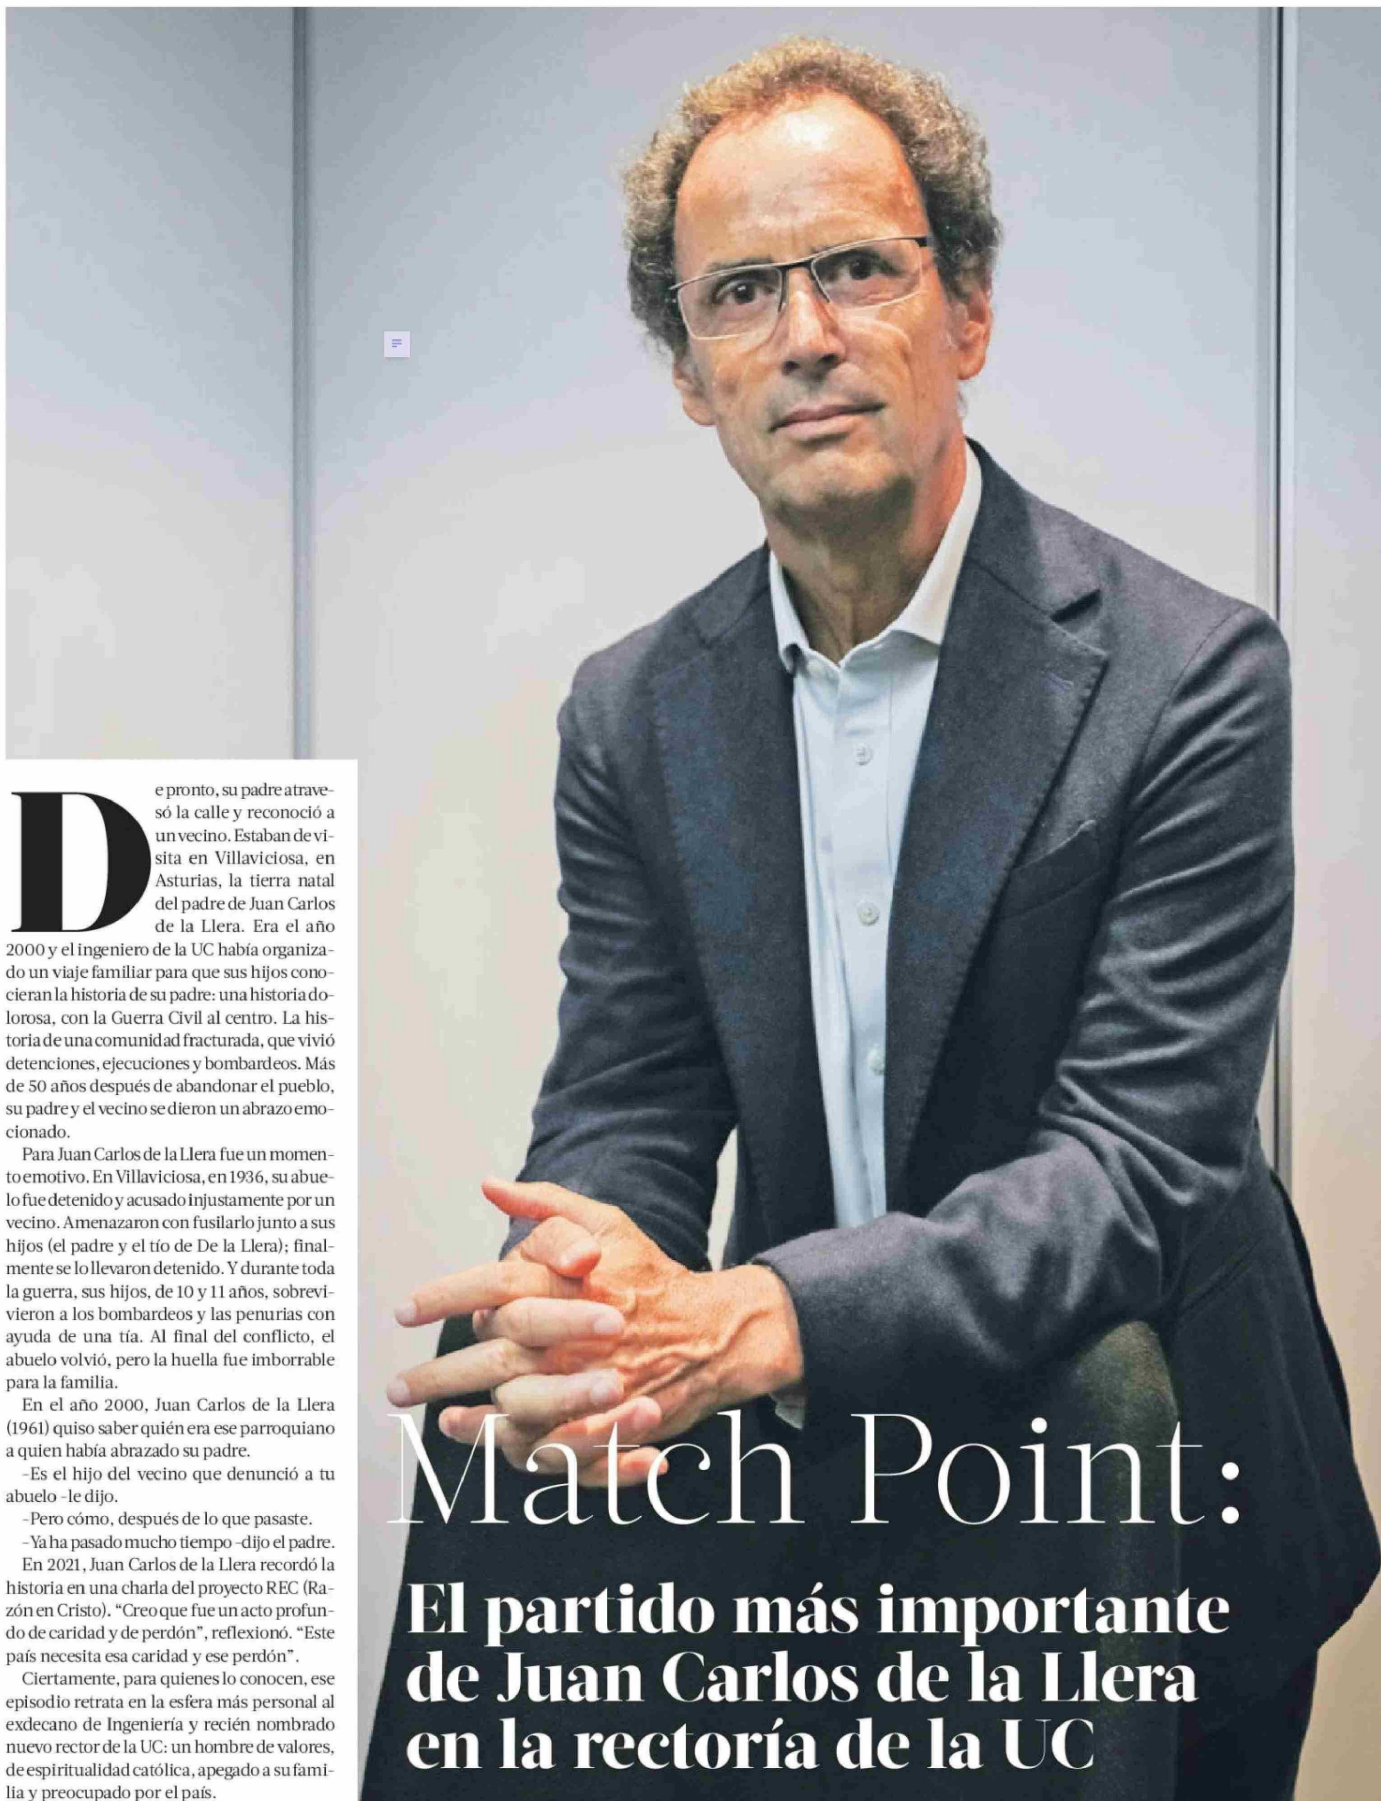 De pronto, su padre atrave-
só la calle y reconoció a
un vecino. Estaban de vi-
sita en Villaviciosa, en
Asturias, la tierra natal
del padre de Juan Carlos
de la Llera. Era el año
2000 y el ingeniero de la UC había organiza-
do un viaje familiar para que sus hijos cono-
cieran la historia de su padre: una historia do-
lorosa, con la Guerra Civil al centro. La his-
toria de una comunidad fracturada, que vivió
detenciones, ejecuciones y bombardeos. Más
de 50 años después de abandonar el pueblo,
su padre y el vecino se dieron un abrazo emo-
cionado.
Para Juan Carlos de la Llera fue un momen-
to emotivo. En Villaviciosa, en 1936, su abue-
lo fue detenido y acusado injustamente por un
vecino. Amenazaron con fusilarlo junto a sus
hijos (el padre y el tío de De la Llera); final-
mente se lo llevaron detenido. Y durante toda
la guerra, sus hijos, de 10 y 11 años, sobrevi-
vieron a los bombardeos y las penurias con
ayuda de una tía. Al final del conflicto, el
abuelo volvió, pero la huella fue imborrable
para la familia.
En el año 2000, Juan Carlos de la Llera
(1961) quiso saber quién era ese parroquiano
a quien había abrazado su padre.
-Es el hijo del vecino que denunció a tu
abuelo -le dijo.
-Pero cómo, después de lo que pasaste.
-Ya ha pasado mucho tiempo -dijo el padre.
En 2021, Juan Carlos de la Llera recordó la
historia en una charla del proyecto REC (Ra-
zón en Cristo). “Creo que fue un acto profun-
do de caridad y de perdón”, reflexionó. “Este
país necesita esa caridad y ese perdón”.
Ciertamente, para quienes lo conocen, ese
episodio retrata en la esfera más personal al
exdecano de Ingeniería y recién nombrado
nuevo rector de la UC: un hombre de valores,
de espiritualidad católica, apegado a su fami-
lia y preocupado por el país.
Match Point:
El partido más importante
de Juan Carlos de la Llera
en la rectoría de la UC